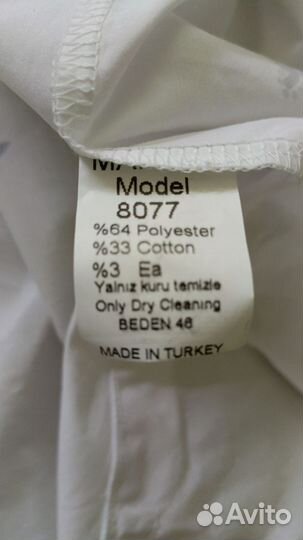 Model
8077
%64 Polyester
%33 Cotton
%3 Ea
Yalnız kuru temizle
Only Dry Cleaning
BEDEN 46
MADE IN TURKEY
Avito